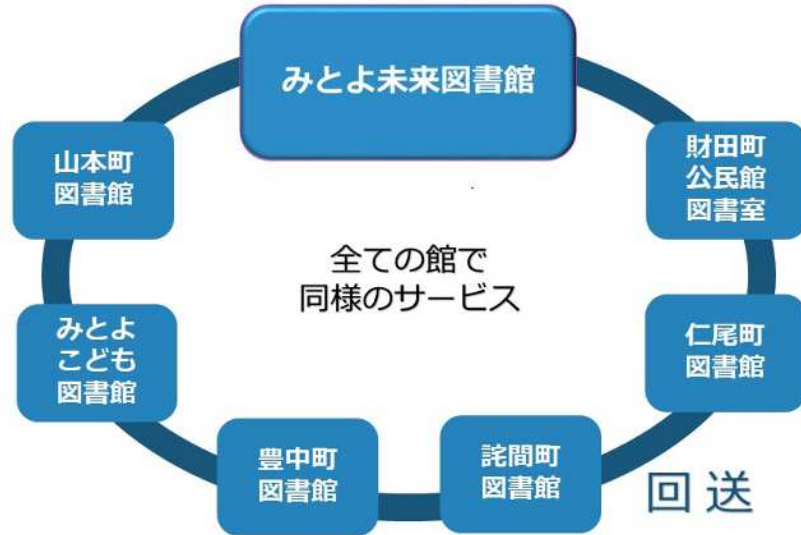 みとよ未来図書館
山本町
図書館
財田町
公民館
図書室
全ての館で
同様のサービス
みとよ
こども
図書館
仁尾町
図書館
豊中町
図書館
詫間町
図書館
回送